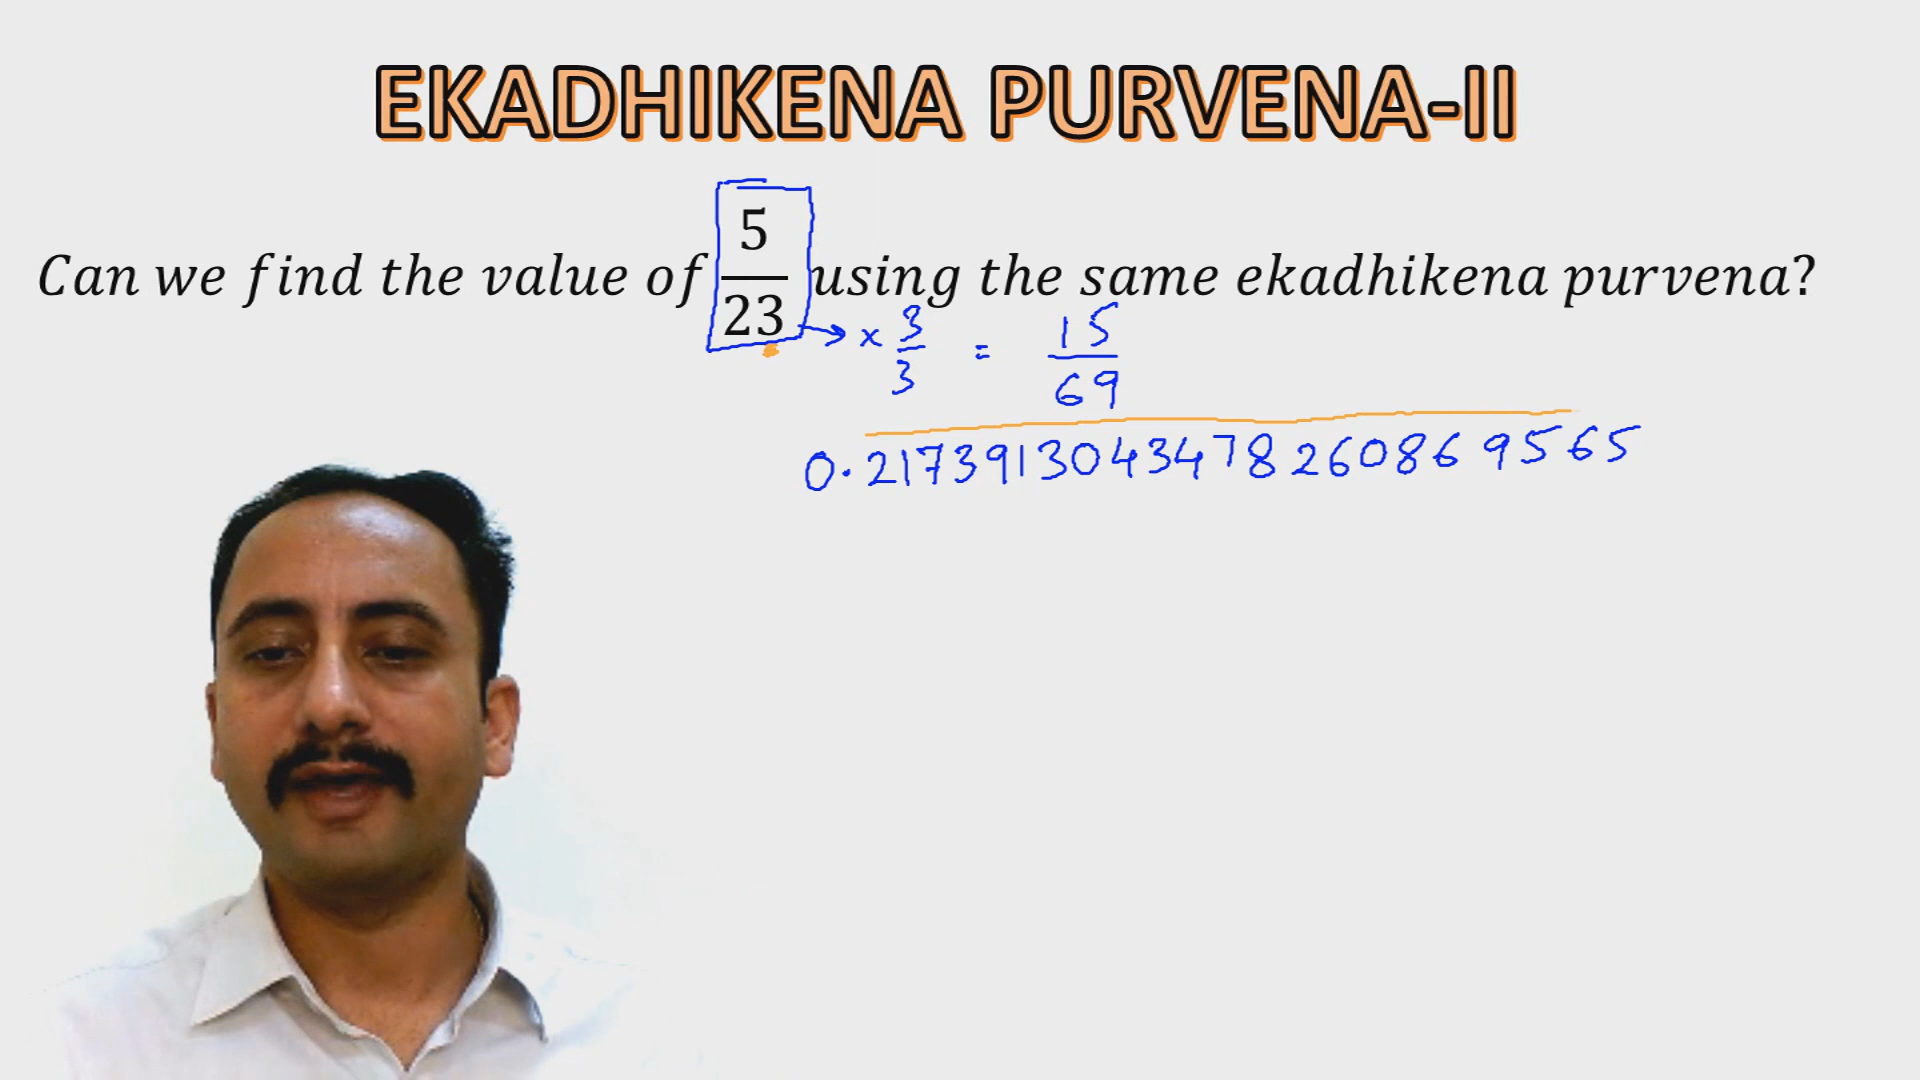 EKADHIKENA PURVENA-II
Can we find the value of 5/23 using the same ekadhikena purvena?
× 3/3 = 15/69
0.2173913043478260869565